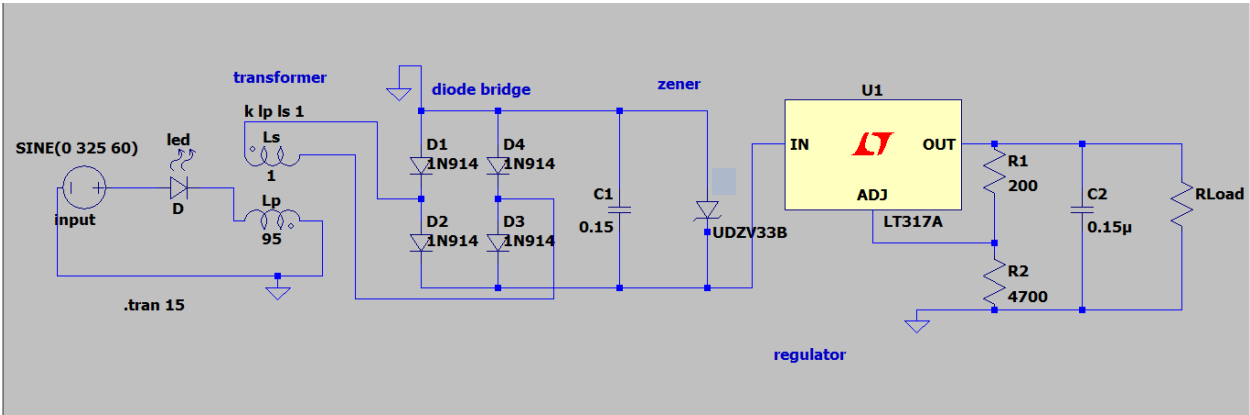 transformer
diode bridge
zener
U1
k lp ls 1
SINE(0 325 60)
led
Ls
1
D1
1N914
D4
1N914
IN
OUT
R1
200
ADJ
C1
0.15
C2
0.15µ
RLoad
input
D
Lp
95
D2
1N914
D3
1N914
UDZV33B
LT317A
R2
4700
.tran 15
regulator